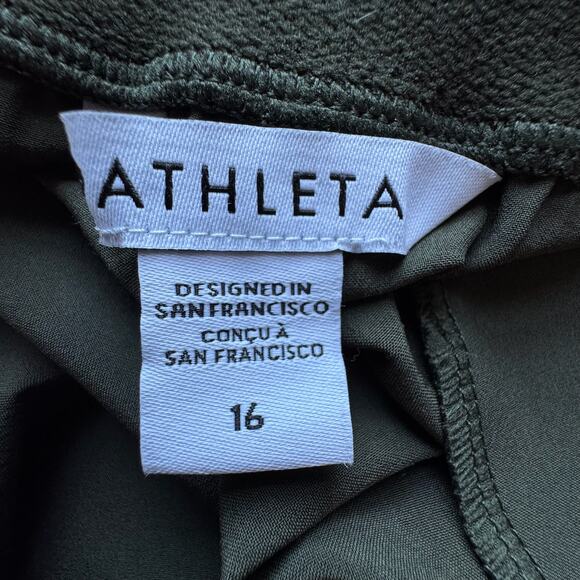 ATHLETA
DESIGNED IN
SAN FRANCISCO
CONÇU À
SAN FRANCISCO
16